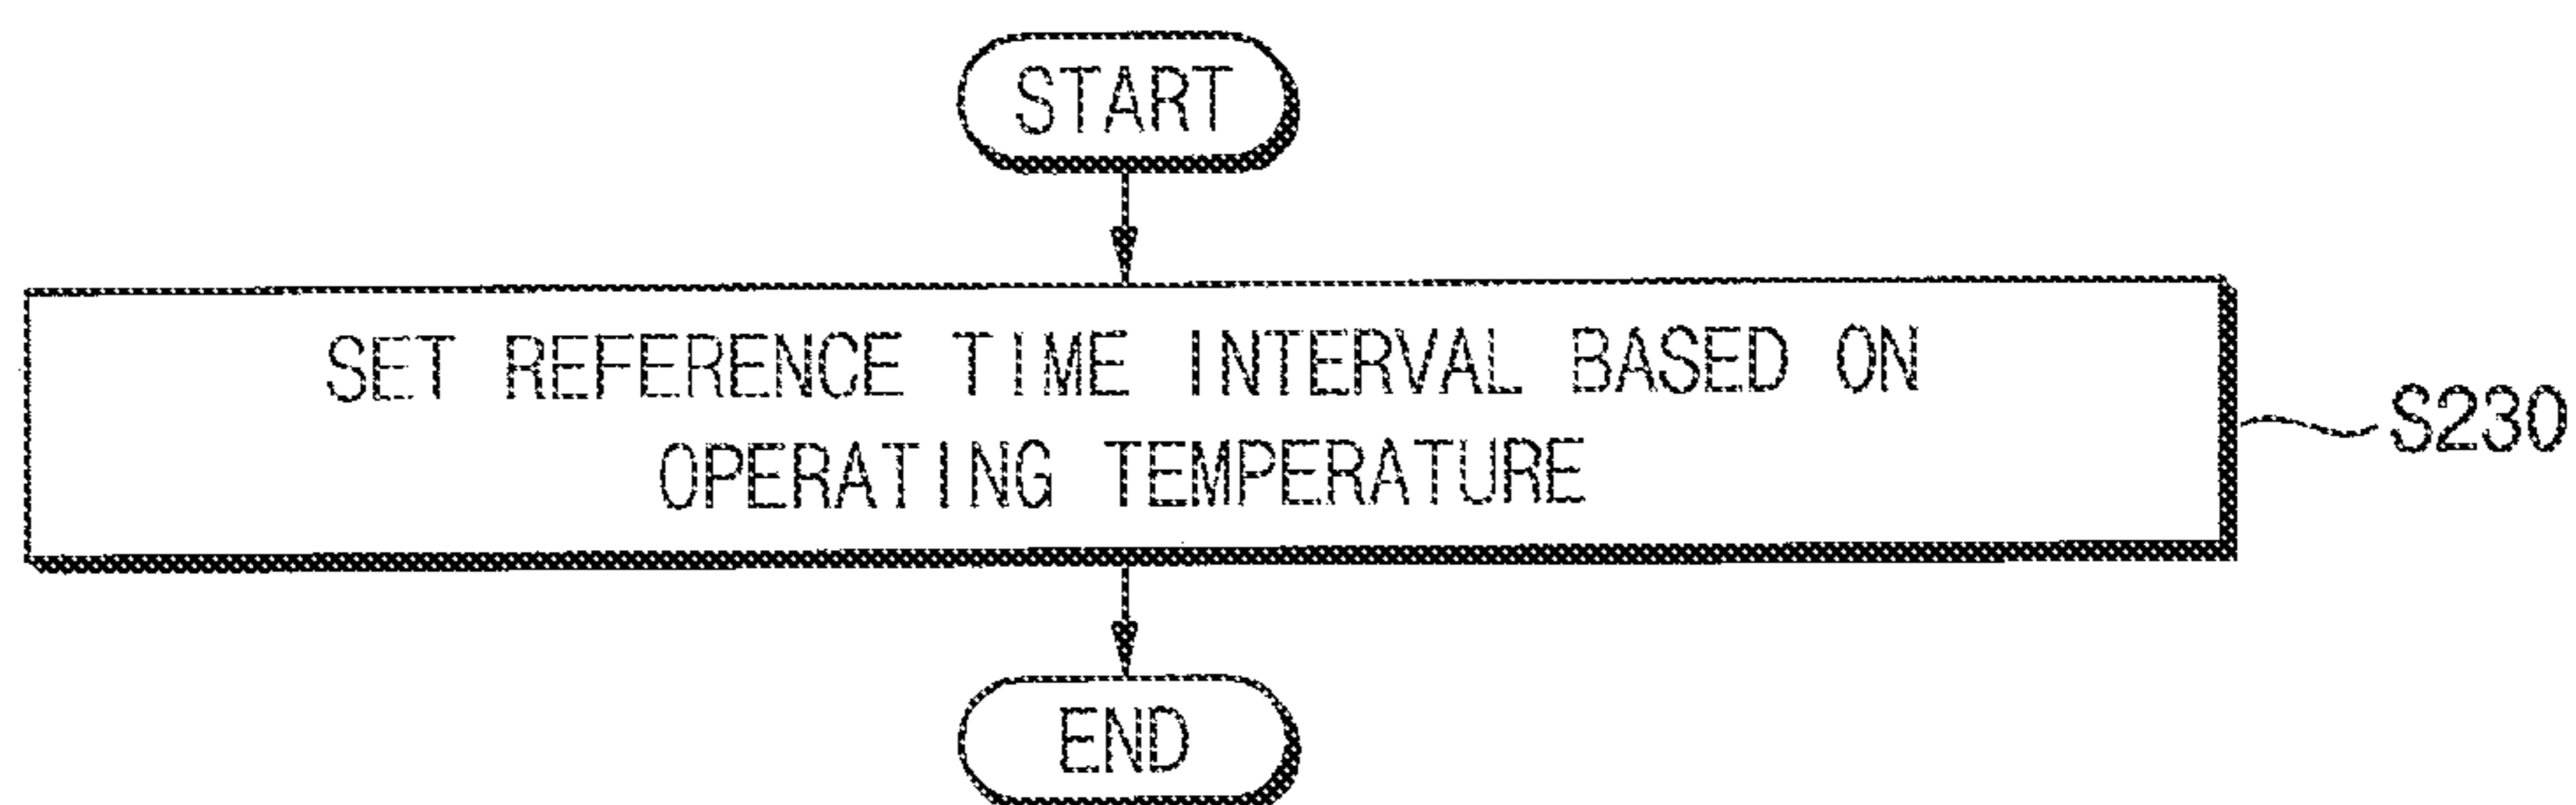 START
SET REFERENCE TIME INTERVAL BASED ON
OPERATING TEMPERATURE
S230
END